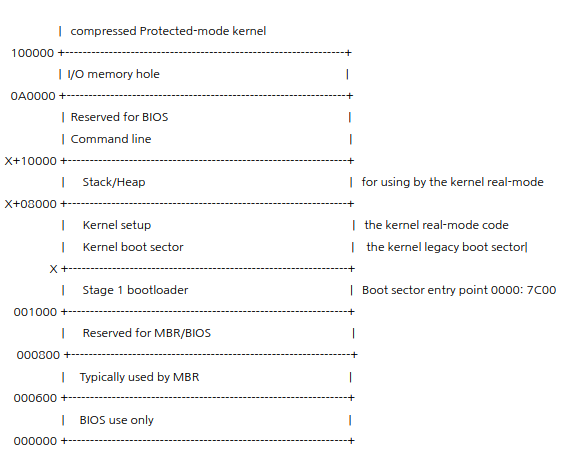 | compressed Protected-mode kernel
100000 +------------------------------------------------------------------+
| I/O memory hole |
0A0000 +------------------------------------------------------------------+
| Reserved for BIOS |
| Command line |
X+10000 +------------------------------------------------------------------+
| Stack/Heap | for using by the kernel real-mode
X+08000 +------------------------------------------------------------------+
| Kernel setup | the kernel real-mode code
| Kernel boot sector | the kernel legacy boot sector|
X +------------------------------------------------------------------+
| Stage 1 bootloader | Boot sector entry point 0000: 7C00
001000 +------------------------------------------------------------------+
| Reserved for MBR/BIOS |
000800 +------------------------------------------------------------------+
| Typically used by MBR |
000600 +------------------------------------------------------------------+
| BIOS use only |
000000 +------------------------------------------------------------------+